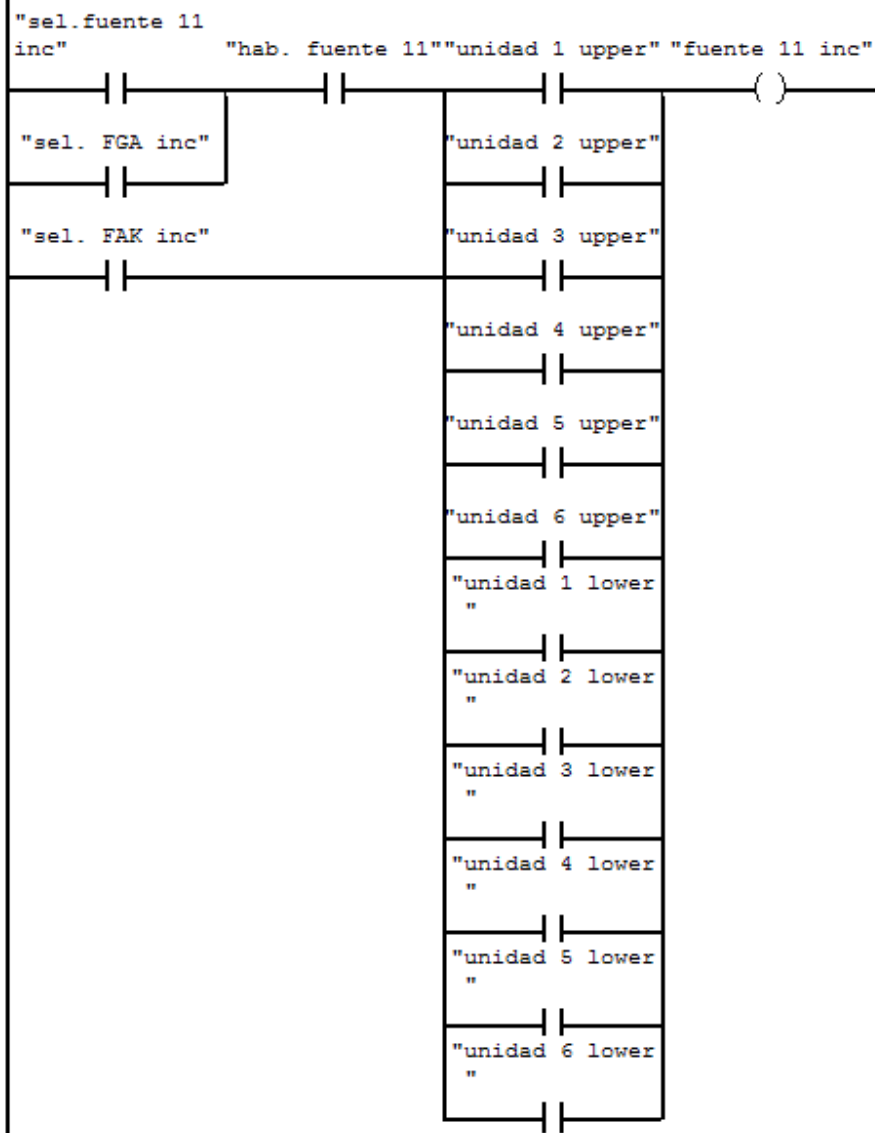 "sel.fuente 11
inc"
"hab. fuente 11"
"unidad 1 upper"
"fuente 11 inc"
"sel. FGA inc"
"unidad 2 upper"
"sel. FAK inc"
"unidad 3 upper"
"unidad 4 upper"
"unidad 5 upper"
"unidad 6 upper"
"unidad 1 lower
"
"unidad 2 lower
"
"unidad 3 lower
"
"unidad 4 lower
"
"unidad 5 lower
"
"unidad 6 lower
"